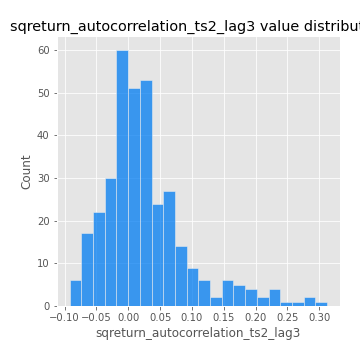 sqreturn_autocorrelation_ts2_lag3 value distribut
60
50
40
30
20
10
0
Count
−0.10 −0.05 0.00 0.05 0.10 0.15 0.20 0.25 0.30
sqreturn_autocorrelation_ts2_lag3